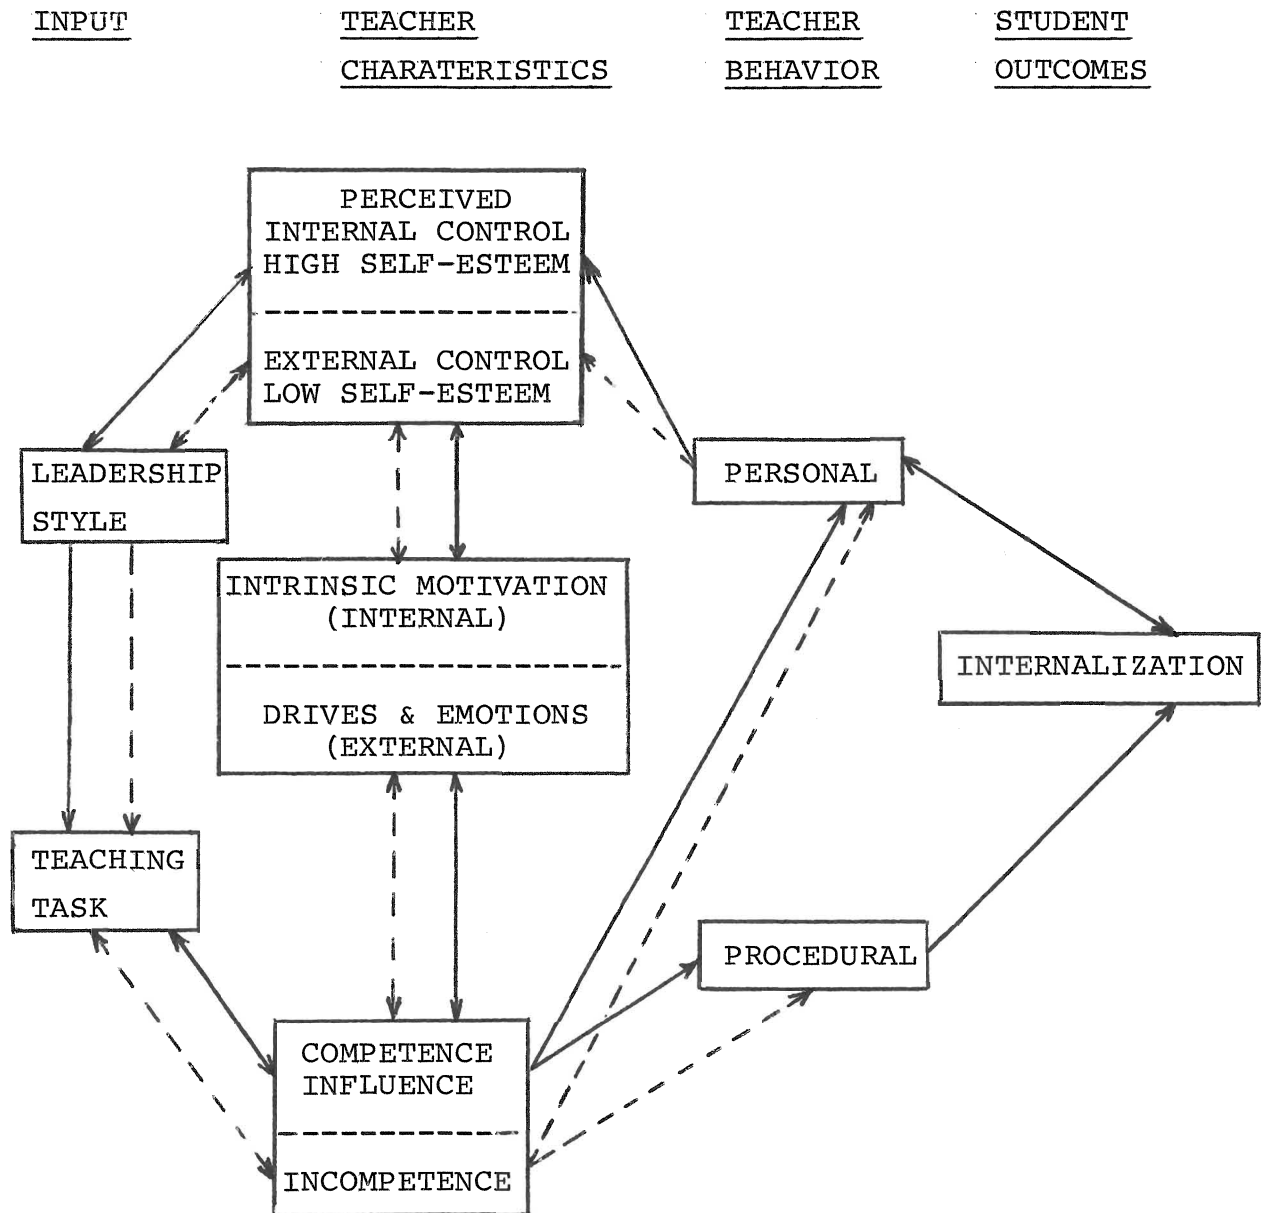 INPUT
TEACHER
CHARATERISTICS
TEACHER
BEHAVIOR
STUDENT
OUTCOMES
PERCEIVED
INTERNAL CONTROL
HIGH SELF-ESTEEM
EXTERNAL CONTROL
LOW SELF-ESTEEM
LEADERSHIP
STYLE
PERSONAL
INTRINSIC MOTIVATION
(INTERNAL)
DRIVES & EMOTIONS
(EXTERNAL)
INTERNALIZATION
TEACHING
TASK
PROCEDURAL
COMPETENCE
INFLUENCE
INCOMPETENCE